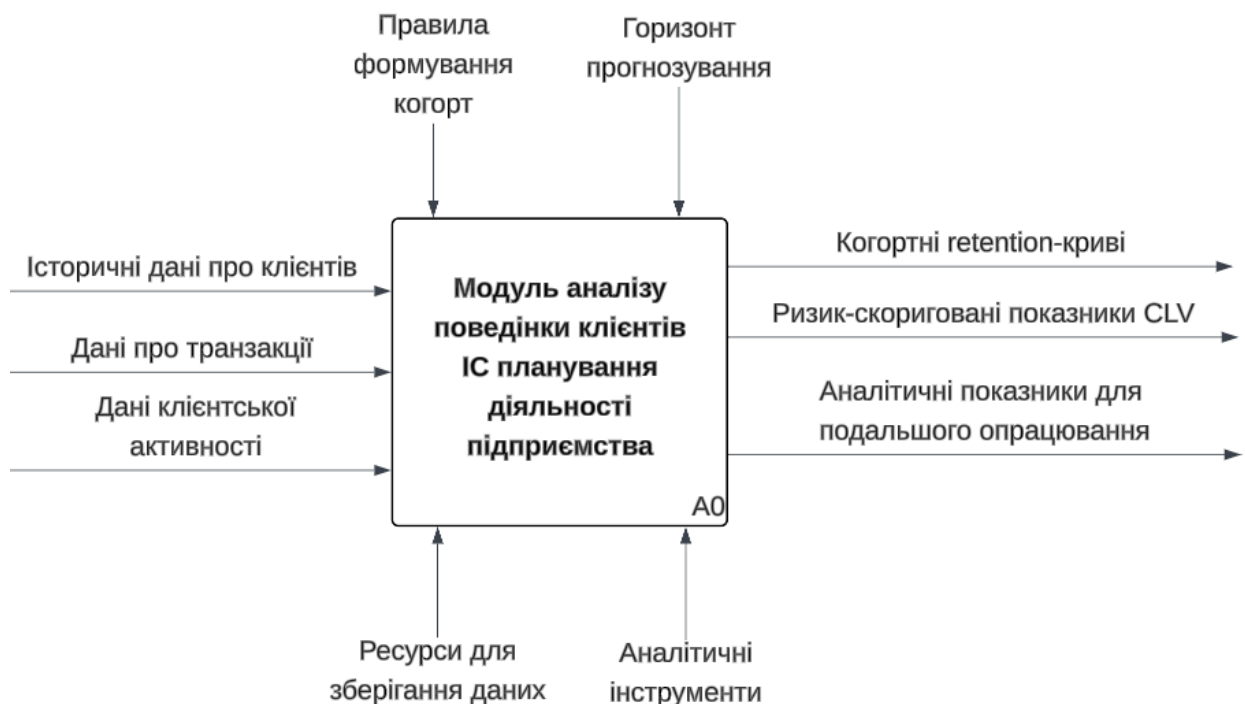 Правила
формування
когорт
Горизонт
прогнозування
Історичні дані про клієнтів
Дані про транзакції
Дані клієнтської
активності
Модуль аналізу
поведінки клієнтів
ІС планування
діяльності
підприємства
A0
Когортні retention-криві
Ризик-скориговані показники CLV
Аналітичні показники для
подальшого опрацювання
Ресурси для
зберігання даних
Аналітичні
інструменти